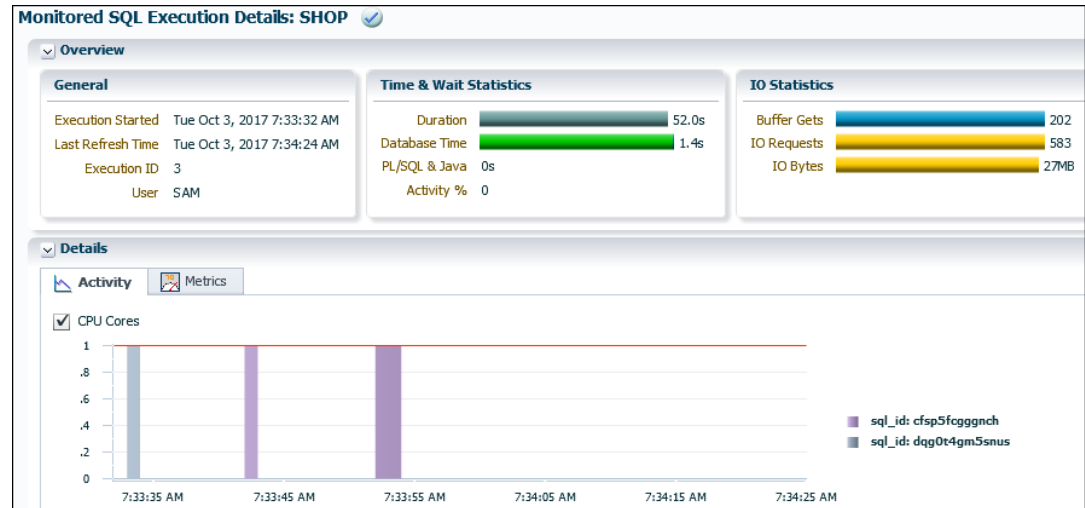 Monitored SQL Execution Details: SHOP
Overview
General
Execution Started Tue Oct 3, 2017 7:33:32 AM
Last Refresh Time Tue Oct 3, 2017 7:34:24 AM
Execution ID 3
User SAM
Time & Wait Statistics
Duration 52.0s
Database Time 1.4s
PL/SQL & Java 0s
Activity % 0
IO Statistics
Buffer Gets 202
IO Requests 583
IO Bytes 27MB
Details
Activity
Metrics
CPU Cores
1
.8
.6
.4
.2
0
7:33:35 AM 7:33:45 AM 7:33:55 AM 7:34:05 AM 7:34:15 AM 7:34:25 AM
sql_id: cfsp5fcgggnch
sql_id: dqg0t4gm5snus